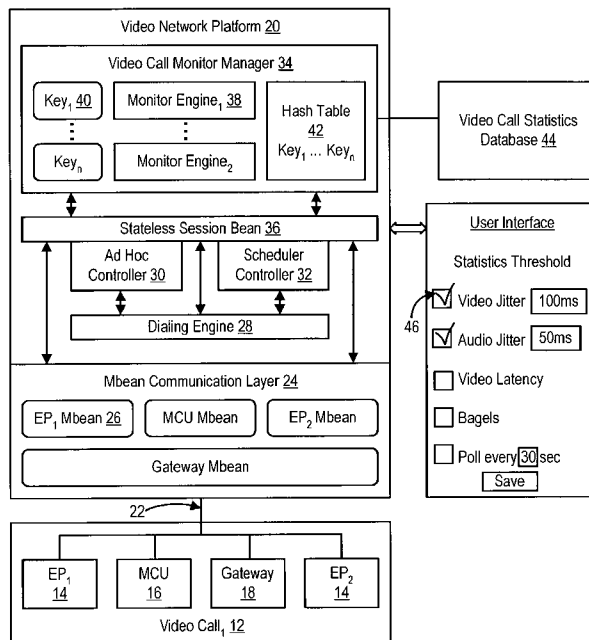 Video Network Platform 20
Video Call Monitor Manager 34
Key1 40
Keyn
Monitor Engine1 38
Monitor Engine2
Hash Table
42
Key1 ... Keyn
Video Call Statistics
Database 44
Stateless Session Bean 36
Ad Hoc
Controller 30
Scheduler
Controller 32
Dialing Engine 28
Mbean Communication Layer 24
EP1 Mbean 26
MCU Mbean
EP2 Mbean
Gateway Mbean
22
EP1
14
MCU
16
Gateway
18
EP2
14
Video Call1 12
User Interface
Statistics Threshold
Video Jitter 100ms
46
Audio Jitter 50ms
Video Latency
Bagels
Poll every 30 sec
Save